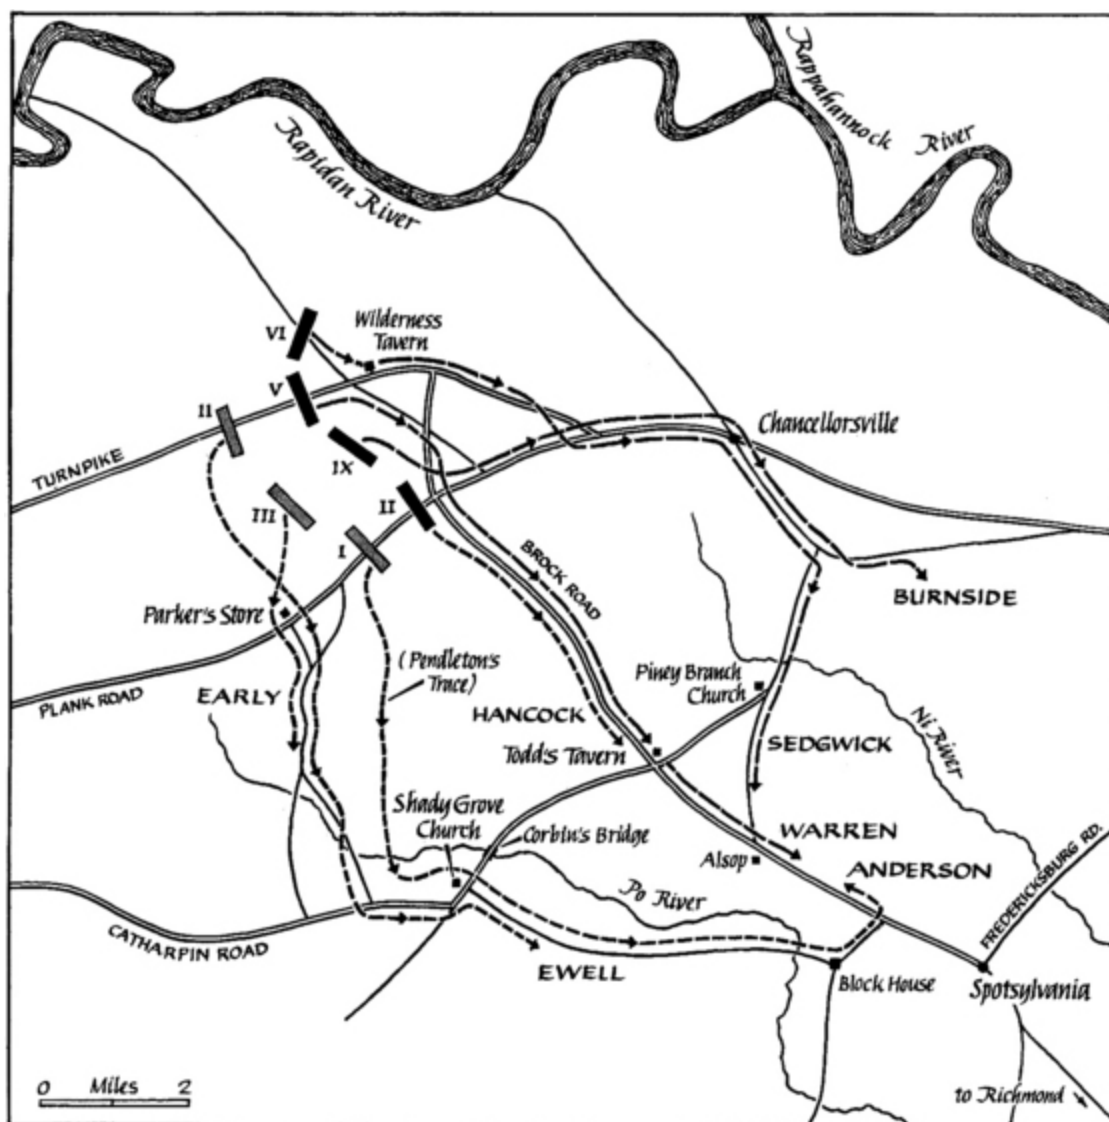 Rappahannock
River
Rapidan River
VI
Wilderness
Tavern
V
II
TURNPIKE
IX
Chancellorsville
II
III
I
BROCK ROAD
BURNSIDE
Parker's Store
(Pendleton's
Trace)
Piney Branch
Church
PLANK ROAD
EARLY
HANCOCK
Todd's Tavern
SEDGWICK
Ni River
Shady Grove
Church
Corbin's Bridge
WARREN
Alsop
ANDERSON
FREDERICKSBURG RD.
Po River
CATHARPIN ROAD
EWELL
Block House
Spotsylvania
0 Miles 2
to Richmond